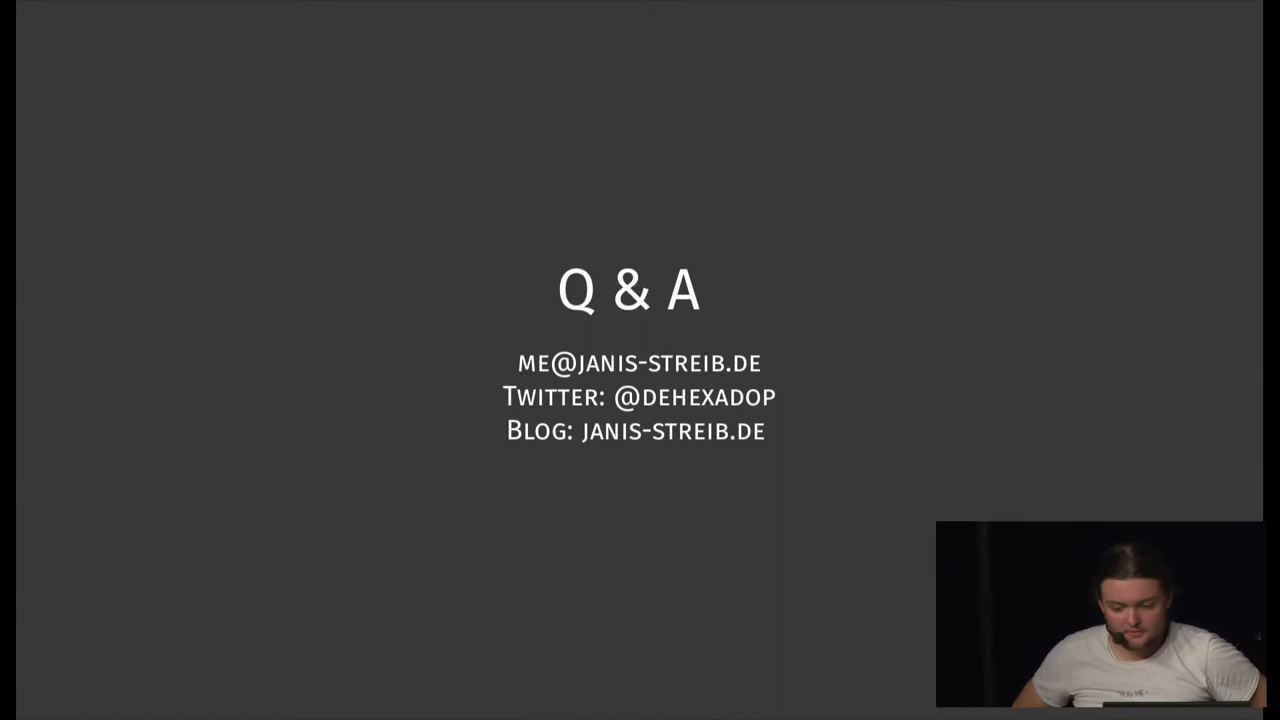 Q & A
ME@JANIS-STREIB.DE
TWITTER: @DEHEXADOP
BLOG: JANIS-STREIB.DE